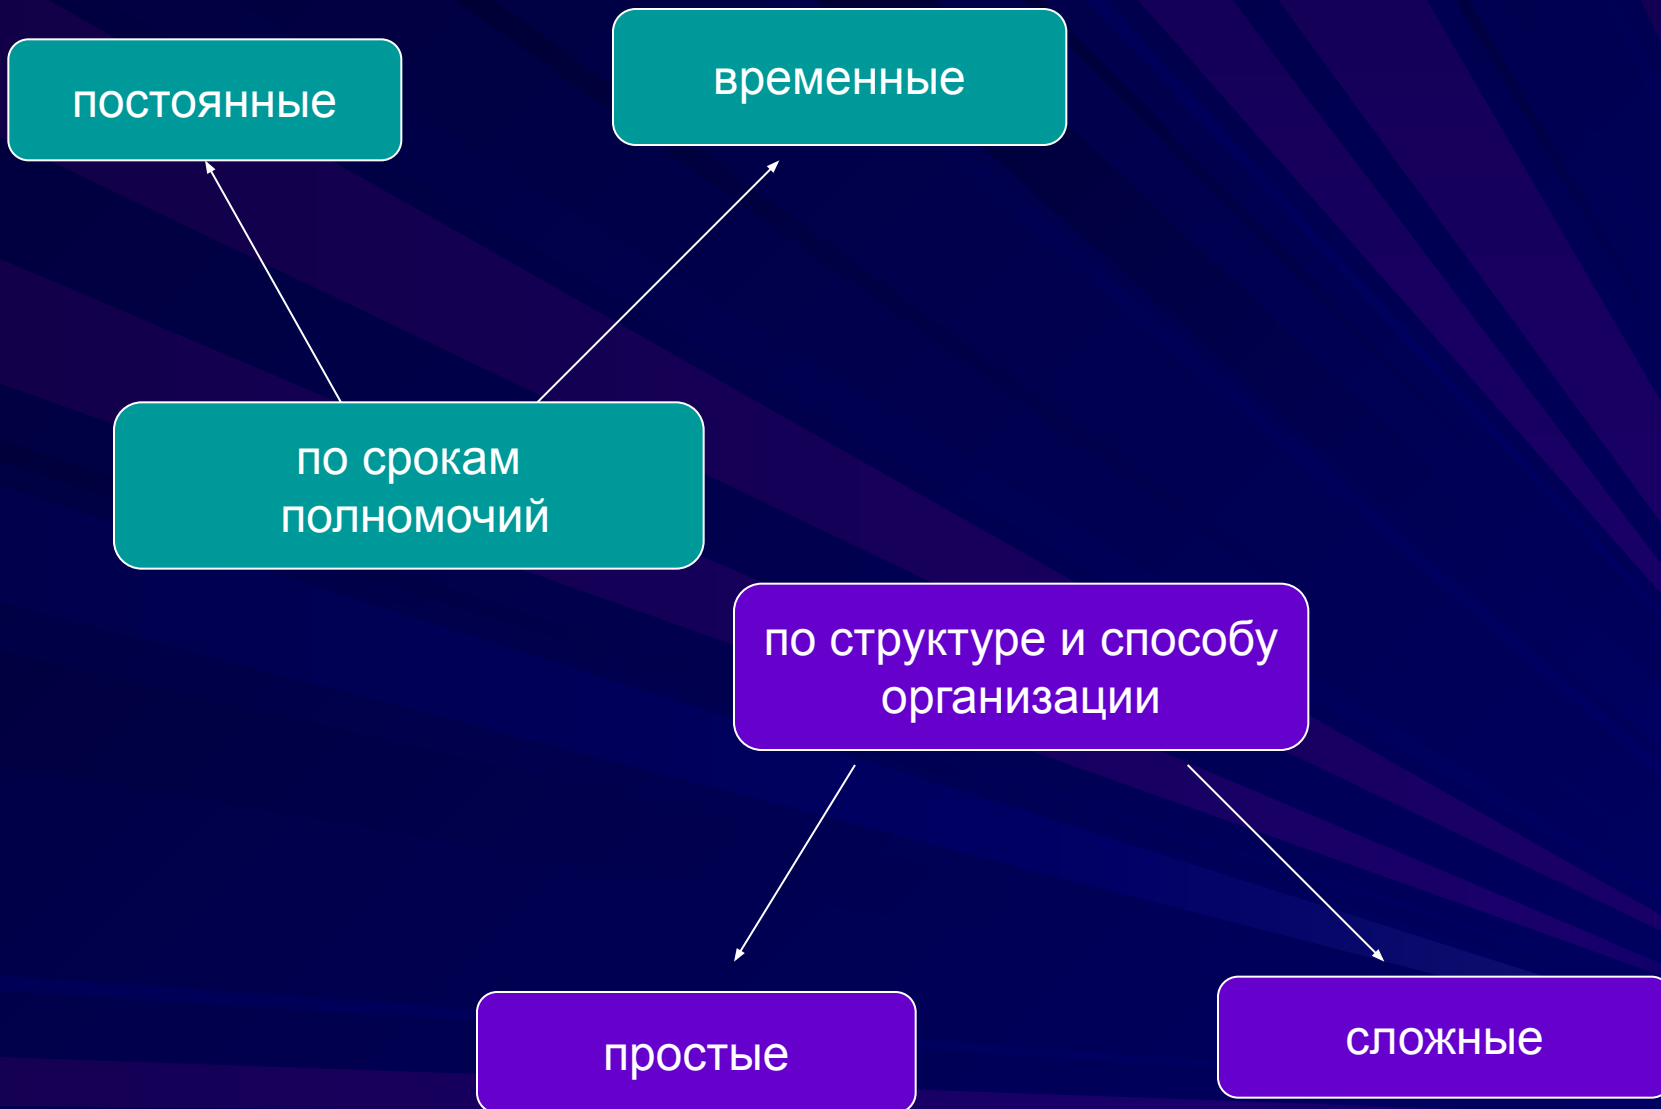 постоянные
временные
по срокам
полномочий
по структуре и способу
организации
простые
сложные